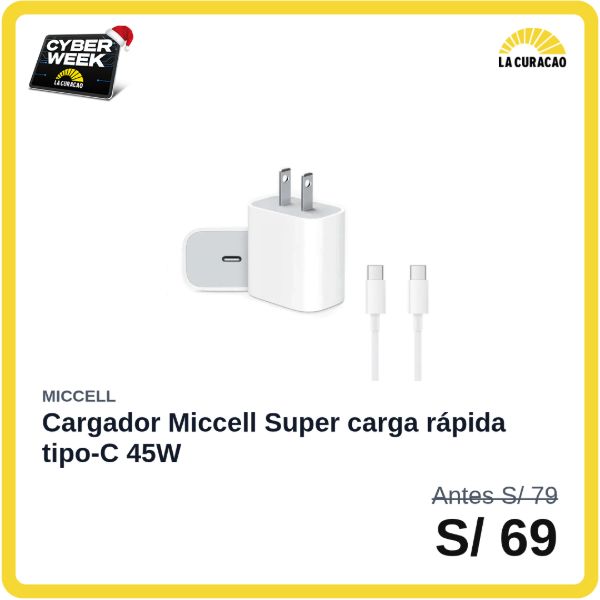 CYBER
WEEK
LA CURACAO
LA CURACAO
MICCELL
Cargador Miccell Super carga rápida
tipo-C 45W
Antes S/ 79
S/ 69